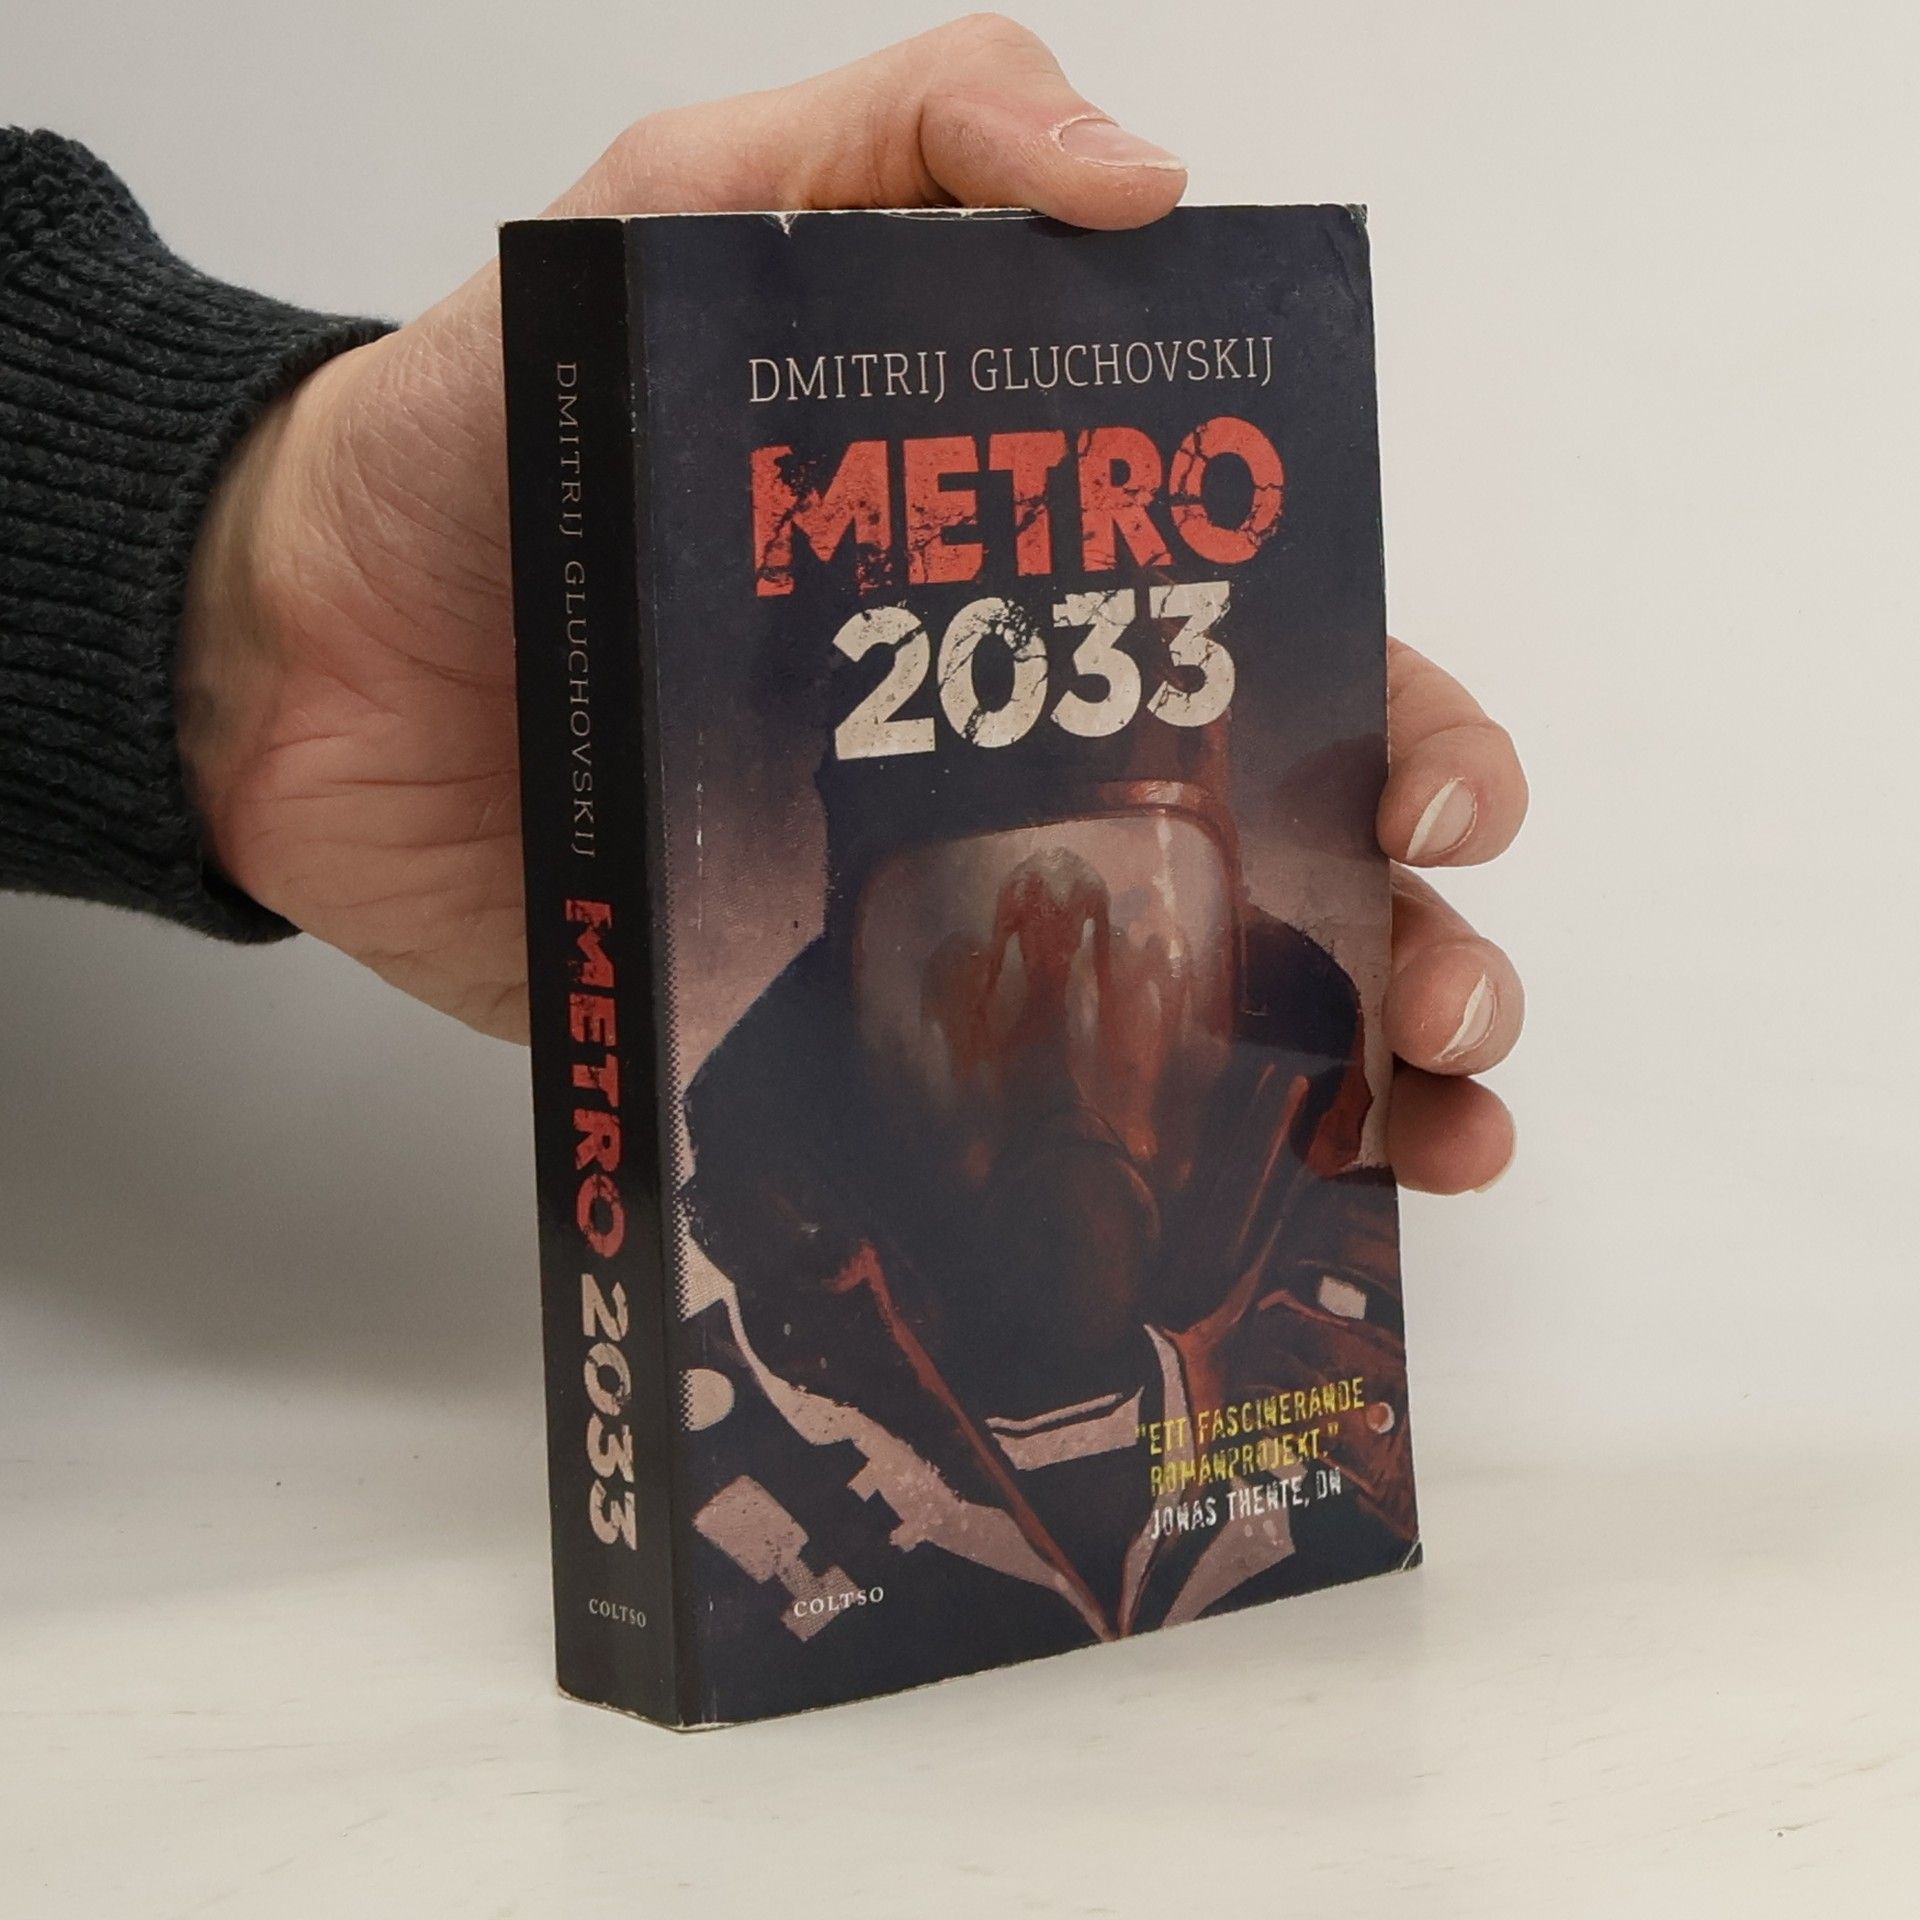 DMITRIJ GLUCHOVSKIJ METRO 2033 COLTSO
DMITRIJ GLUCHOVSKIJ
METRO
2033
"ETT FASCINERANDE
ROMANPROJEKT."
JONAS THENTE, DN
COLTSO